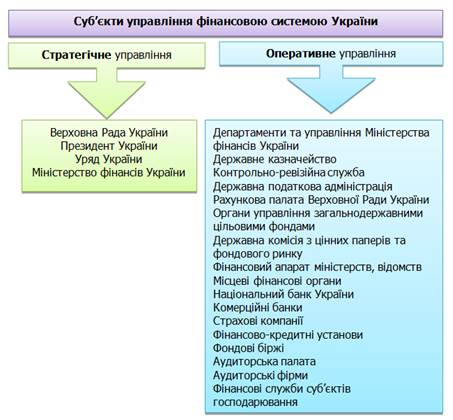 Суб’єкти управління фінансовою системою України
Стратегічне управління
Оперативне управління
Верховна Рада України
Президент України
Уряд України
Міністерство фінансів України
Департаменти та управління Міністерства
фінансів України
Державне казначейство
Контрольно-ревізійна служба
Державна податкова адміністрація
Рахункова палата Верховної Ради України
Органи управління загальнодержавними
цільовими фондами
Державна комісія з цінних паперів та
фондового ринку
Фінансовий апарат міністерств, відомств
Місцеві фінансові органи
Національний банк України
Комерційні банки
Страхові компанії
Фінансово-кредитні установи
Фондові біржі
Аудиторська палата
Аудиторські фірми
Фінансові служби суб’єктів
господарювання